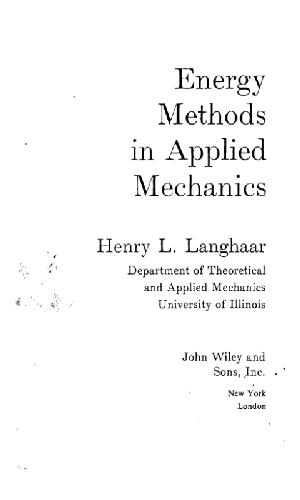 Energy
Methods
in Applied
Mechanics
Henry L. Langhaar
Department of Theoretical
and Applied Mechanics
University of Illinois
John Wiley and
Sons, Inc.
New York
London